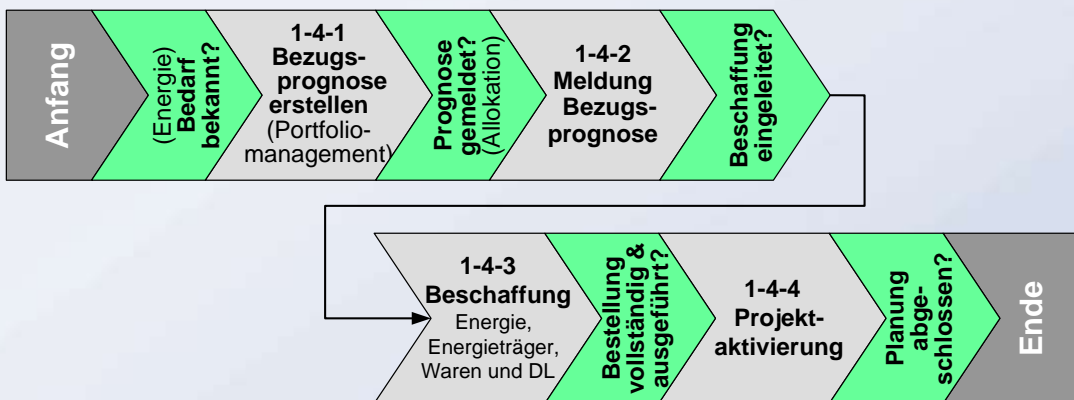 Anfang
(Energie)
Bedarf
bekannt?
1-4-1
Bezugs-
prognose
erstellen
(Portfolio-
management)
Prognose
gemeldet?
(Allokation)
1-4-2
Meldung
Bezugs-
prognose
Beschaffung
eingeleitet?
1-4-3
Beschaffung
Energie,
Energieträger,
Waren und DL
Bestellung
vollständig &
ausgeführt?
1-4-4
Projekt-
aktivierung
Planung
abge-
schlossen?
Ende